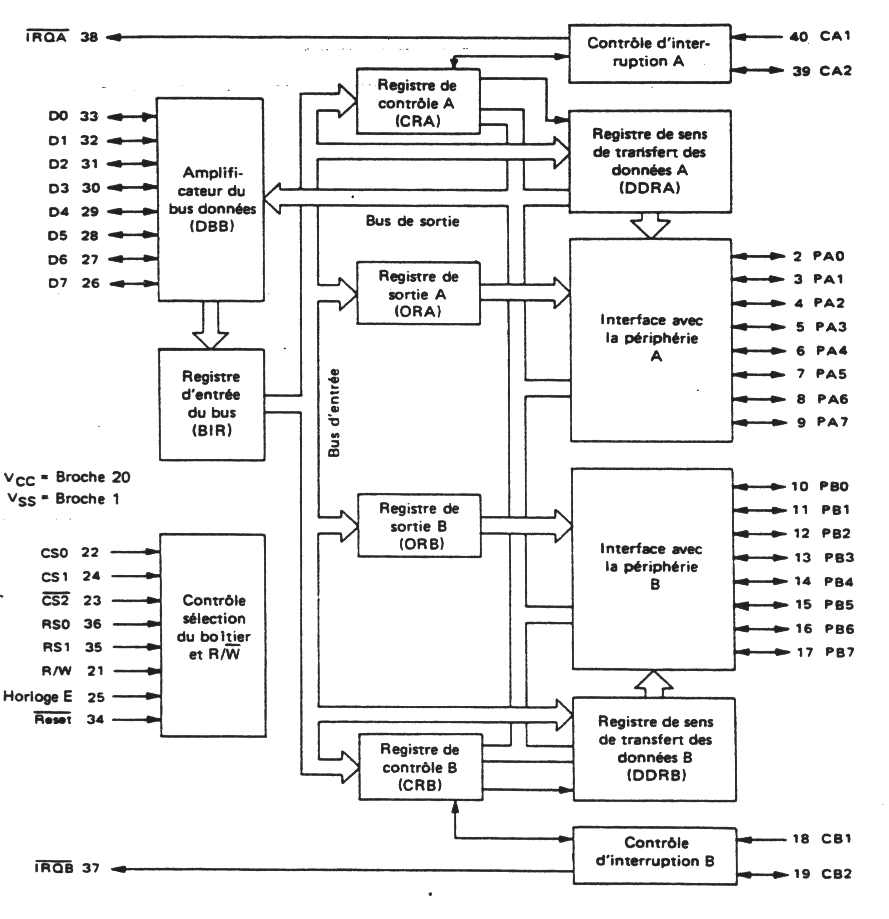 IRQA 38
Contrôle d'inter-
ruption A
40 CA1
39 CA2
Registre de
contrôle A
(CRA)
D0 33
D1 32
D2 31
D3 30
D4 29
D5 28
D6 27
D7 26
Amplifi-
cateur du
bus données
(DBB)
Registre de sens
de transfert des
données A
(DDRA)
Bus de sortie
Registre de
sortie A
(ORA)
Interface avec
la périphérie
A
2 PA0
3 PA1
4 PA2
5 PA3
6 PA4
7 PA5
8 PA6
9 PA7
Registre
d'entrée
du bus
(BIR)
Bus d'entrée
VCC = Broche 20
VSS = Broche 1
Registre de
sortie B
(ORB)
Interface avec
la périphérie
B
10 PB0
11 PB1
12 PB2
13 PB3
14 PB4
15 PB5
16 PB6
17 PB7
CS0 22
CS1 24
CS2 23
RS0 36
RS1 35
R/W 21
Horloge E 25
Reset 34
Contrôle
sélection
du boîtier
et R/W
Registre de
contrôle B
(CRB)
Registre de sens
de transfert des
données B
(DDRB)
Contrôle
d'interruption B
18 CB1
19 CB2
IRQB 37